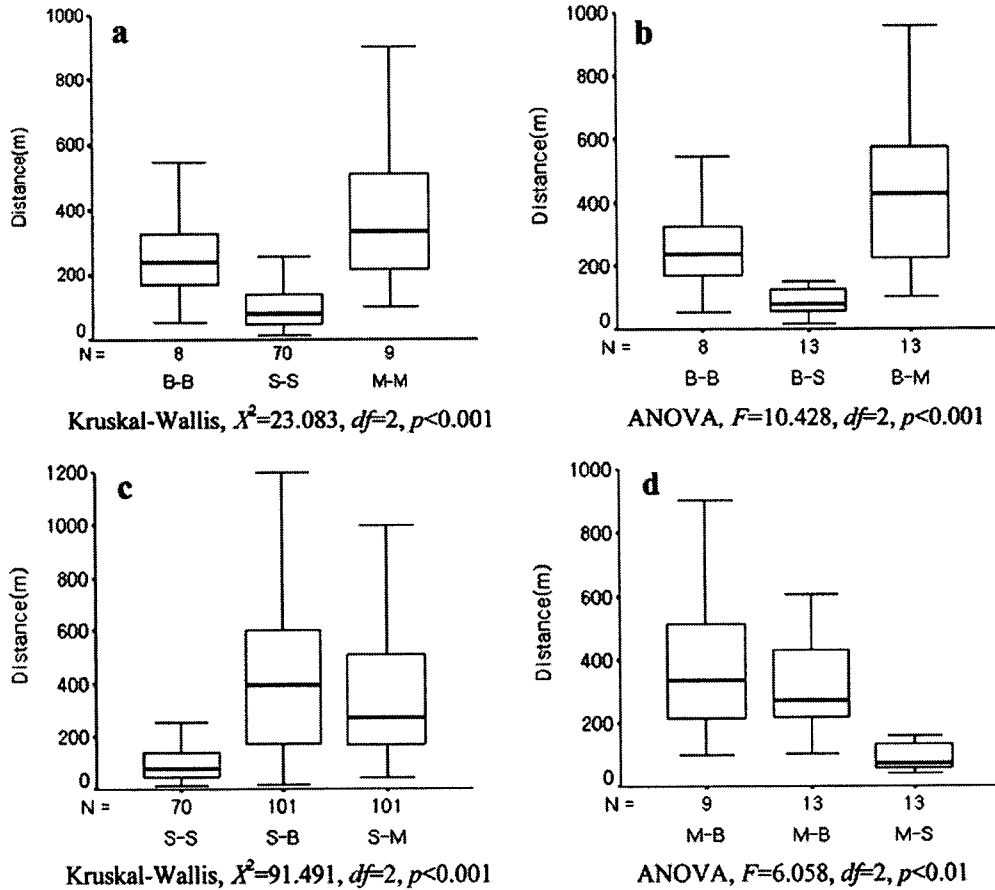 a
1000
800
600
400
200
0
Distance(m)
N = 8 70 9
B-B S-S M-M
Kruskal-Wallis, X²=23.083, df=2, p<0.001
b
1000
800
600
400
200
0
Distance(m)
N = 8 13 13
B-B B-S B-M
ANOVA, F=10.428, df=2, p<0.001
c
1200
1000
800
600
400
200
0
Distance(m)
N = 70 101 101
S-S S-B S-M
Kruskal-Wallis, X²=91.491, df=2, p<0.001
d
1000
800
600
400
200
0
Distance(m)
N = 9 13 13
M-B M-B M-S
ANOVA, F=6.058, df=2, p<0.01